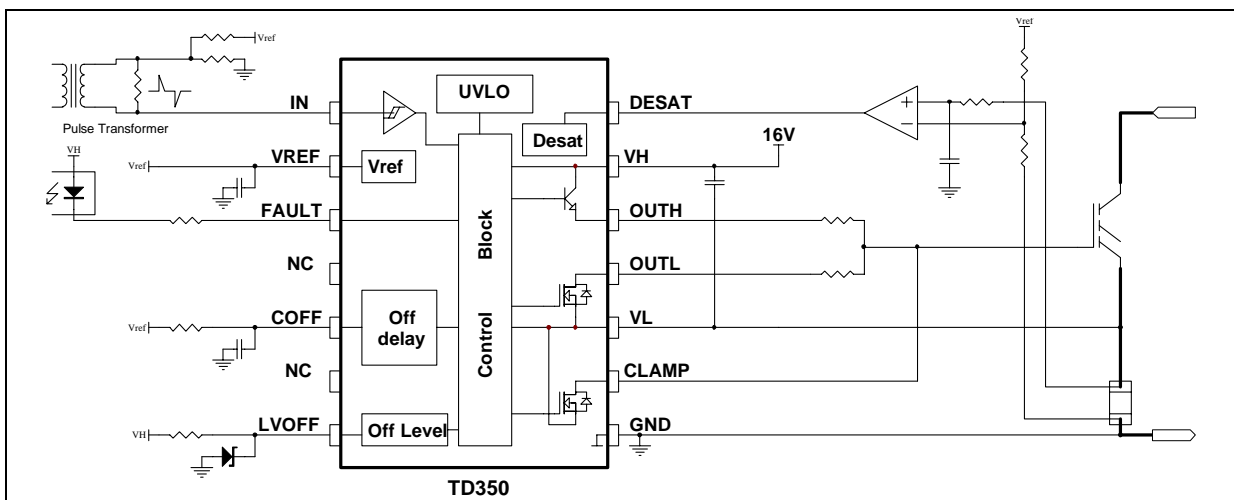 Vref
Vref
UVLO
IN
DESAT
Pulse Transformer
Desat
16V
VH
Vref
VREF
Vref
VH
FAULT
OUTH
Block
NC
OUTL
Vref
COFF
Off
delay
VL
Control
NC
CLAMP
VH
LVOFF
Off Level
GND
TD350